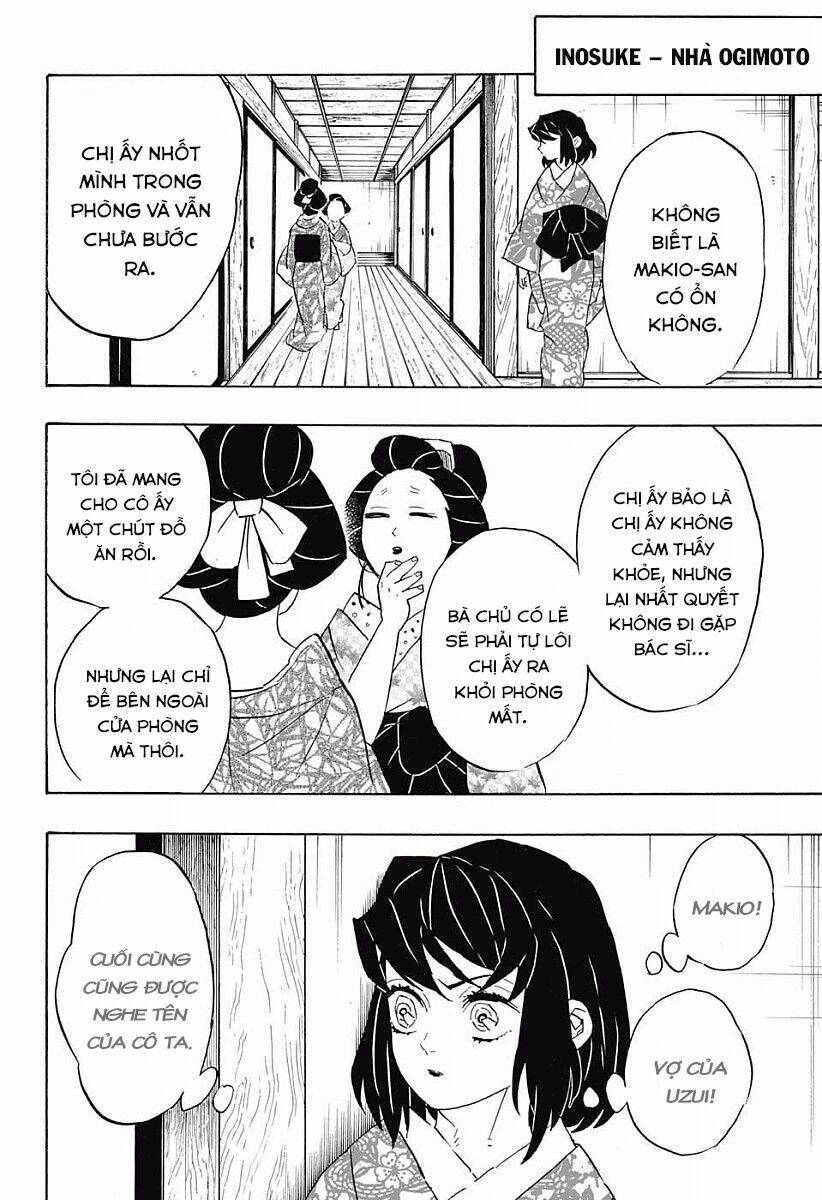 INOSUKE – NHÀ OGIMOTO
KHÔNG
BIẾT LÀ
MAKIO-SAN
CÓ ỔN
KHÔNG.
CHỊ ẤY NHỐT
MÌNH TRONG
PHÒNG VÀ VẪN
CHƯA BƯỚC
RA.
CHỊ ẤY BẢO LÀ
CHỊ ẤY KHÔNG
CẢM THẤY
KHỎE, NHƯNG
LẠI NHẤT QUYẾT
KHÔNG ĐI GẶP
BÁC SĨ...
BÀ CHỦ CÓ LẼ
SẼ PHẢI TỰ LÔI
CHỊ ẤY RA
KHỎI PHÒNG
MẤT.
TÔI ĐÃ MANG
CHO CÔ ẤY
MỘT CHÚT ĐỒ
ĂN RỒI.
NHƯNG LẠI CHỈ
ĐỂ BÊN NGOÀI
CỬA PHÒNG
MÀ THÔI.
MAKIO!
VỢ CỦA
UZUI!
CUỐI CÙNG
CŨNG ĐƯỢC
NGHE TÊN
CỦA CÔ TA.